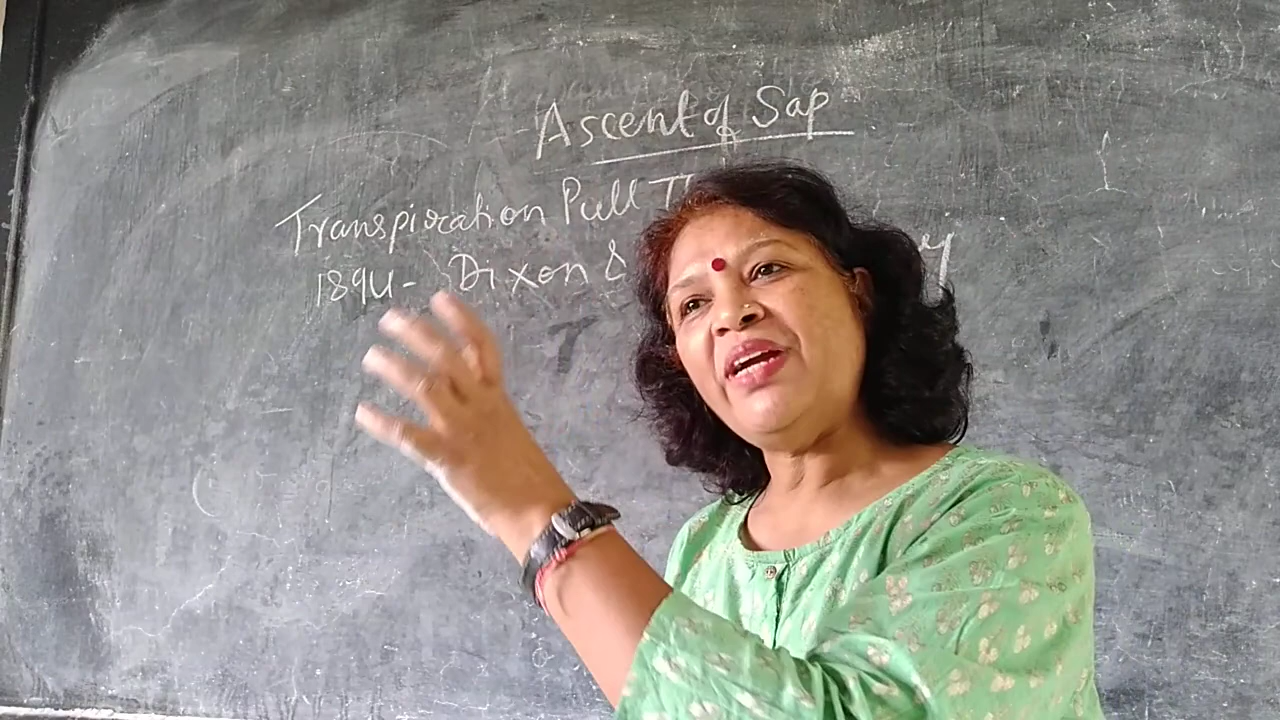 Ascent of Sap
Transpiration Pull
1894- Dixon &